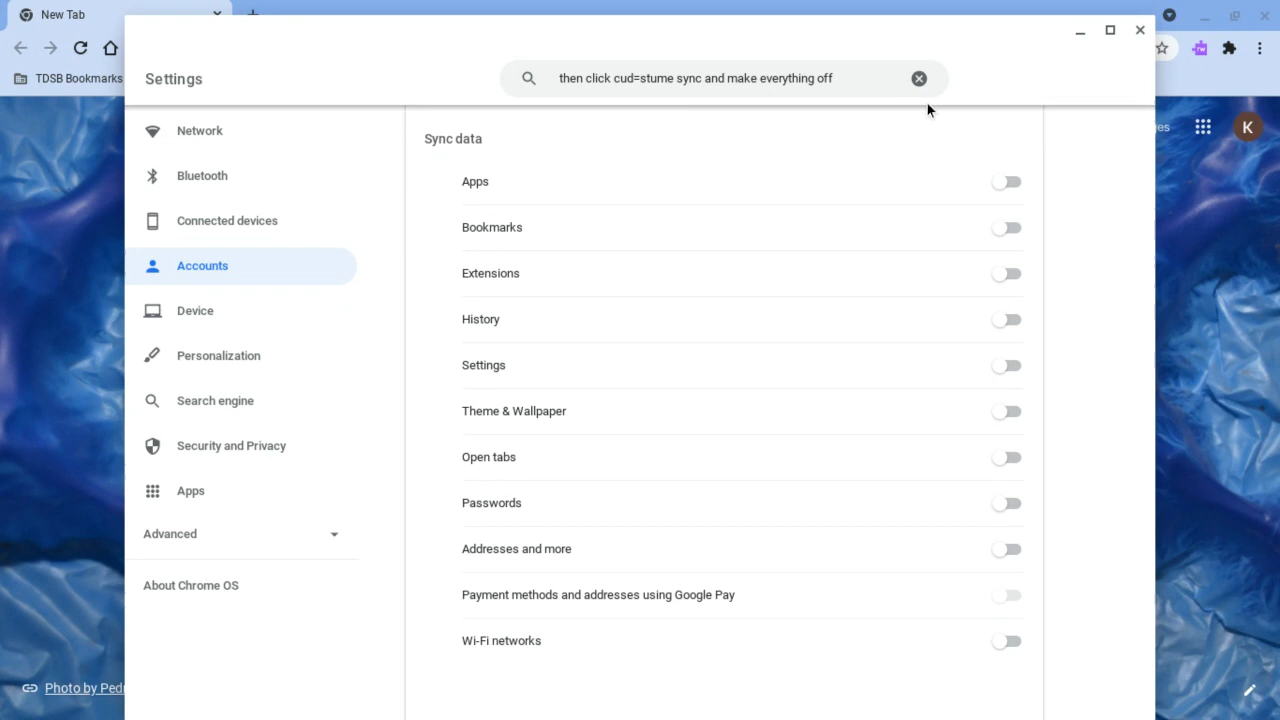 New Tab
TDSB Bookmarks
Settings
then click cud=stume sync and make everything off
Network
Bluetooth
Connected devices
Accounts
Device
Personalization
Search engine
Security and Privacy
Apps
Advanced
About Chrome OS
Sync data
Apps
Bookmarks
Extensions
History
Settings
Theme & Wallpaper
Open tabs
Passwords
Addresses and more
Payment methods and addresses using Google Pay
Wi-Fi networks
K
Photo by